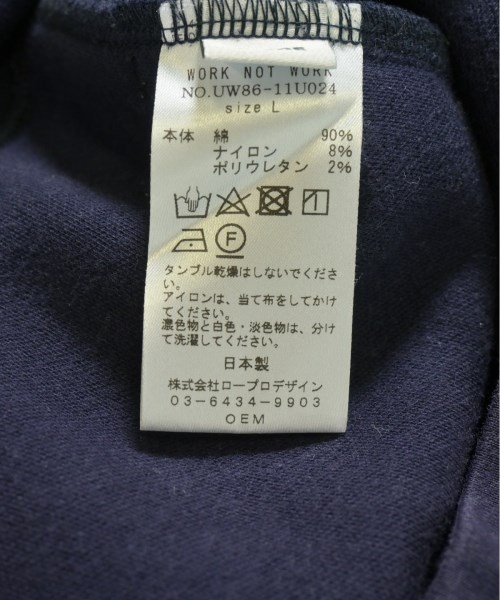 WORK NOT WORK
NO.UW86-11U024
size L
本体 綿 90%
ナイロン 8%
ポリウレタン 2%
F
タンブル乾燥はしないでくださ
い。
アイロンは、当て布をしてかけ
てください。
濃色物と白色・淡色物は、分け
て洗濯してください。
日本製
株式会社ロープロデザイン
03-6434-9903
OEM